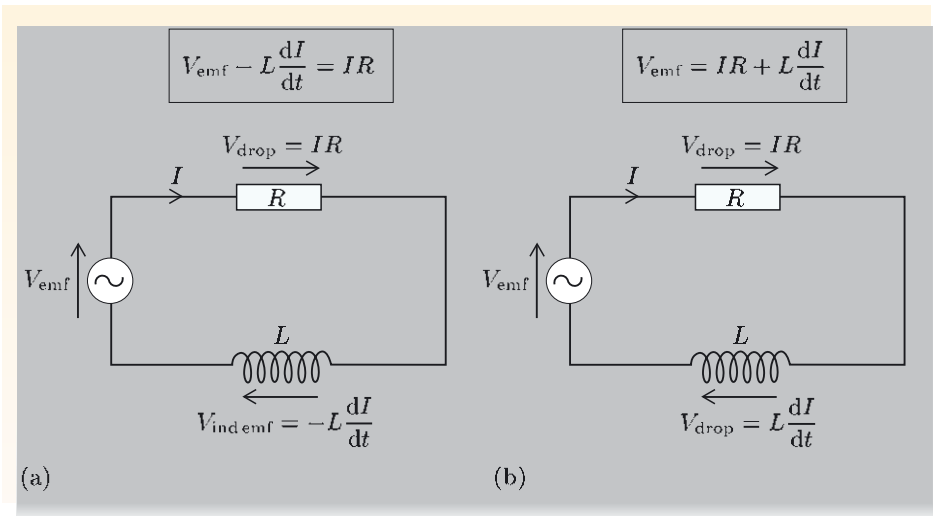 V_emf − L dI/dt = IR
V_drop = IR
I
R
V_emf
L
V_ind emf = −L dI/dt
(a)
V_emf = IR + L dI/dt
V_drop = IR
I
R
V_emf
L
V_drop = L dI/dt
(b)